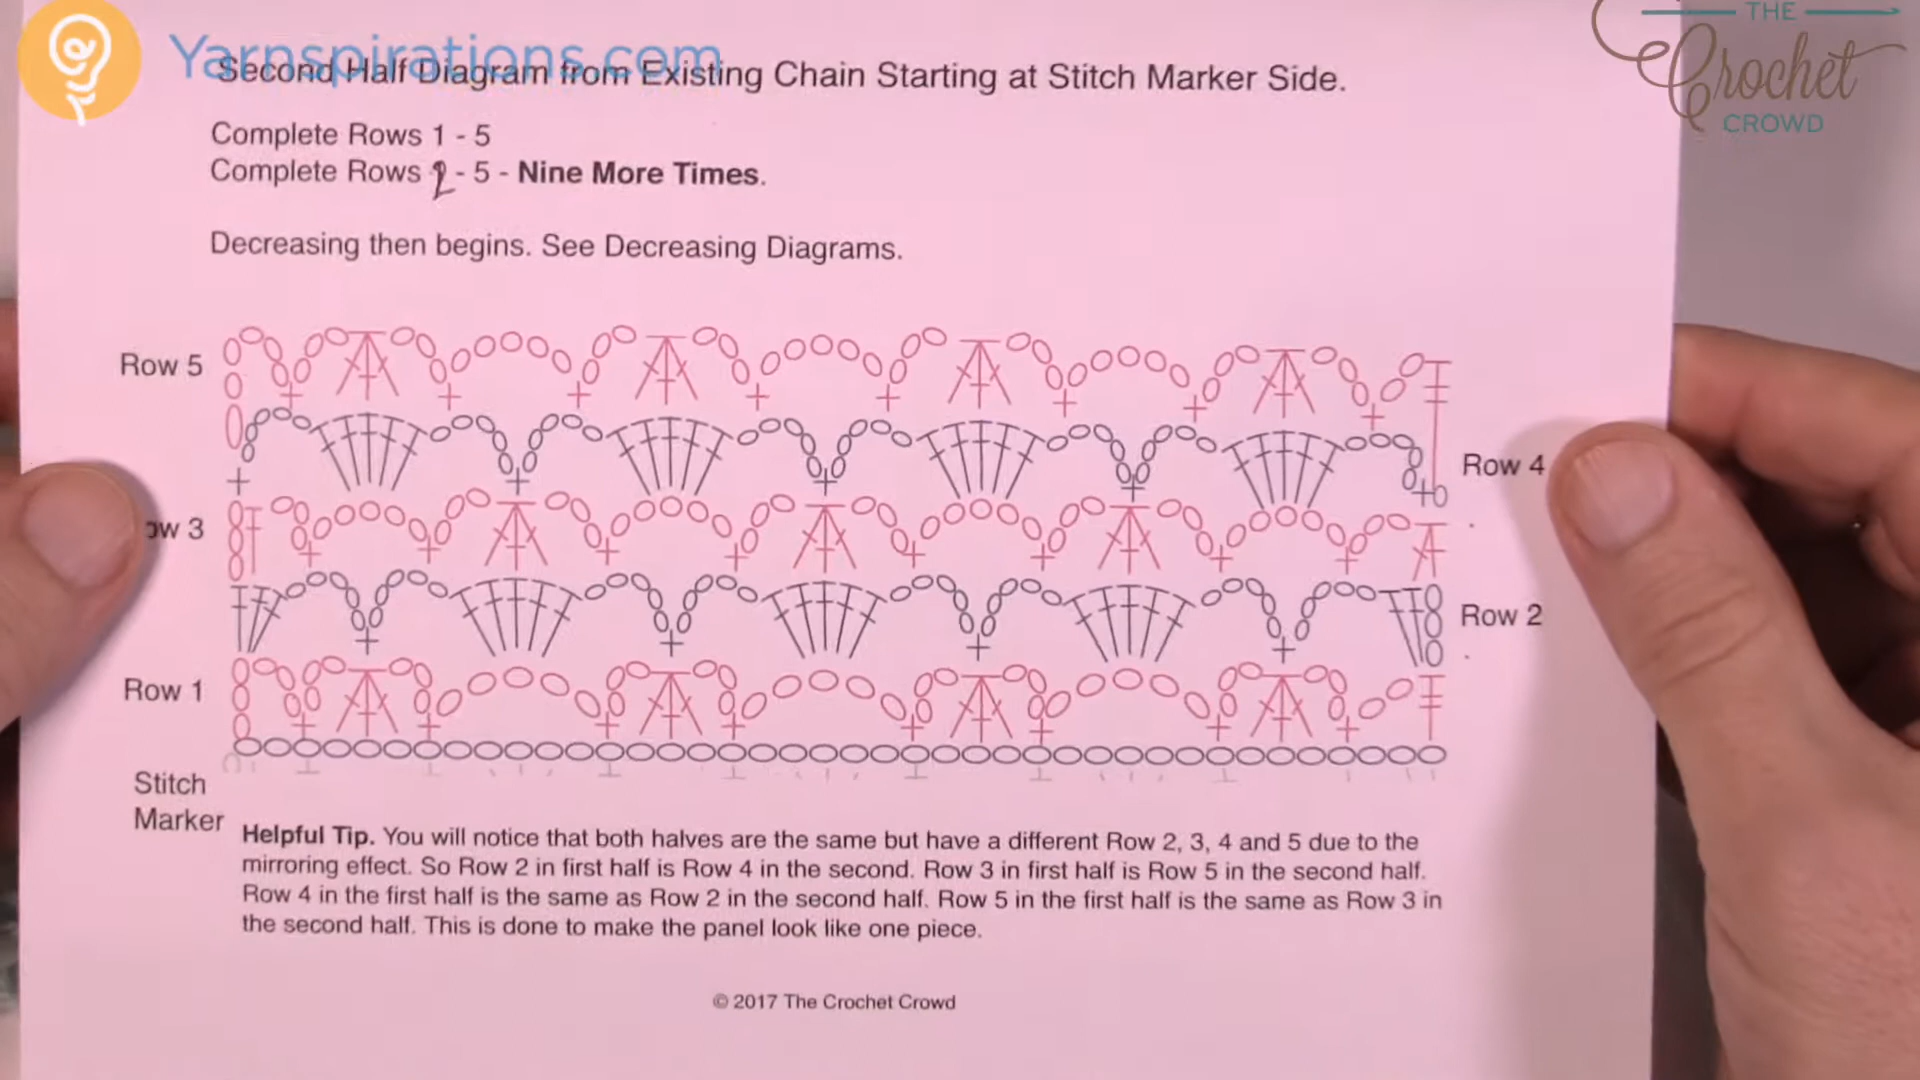 Yarnspirations.com
THE
Crochet
CROWD
Second Half Diagram from Existing Chain Starting at Stitch Marker Side.
Complete Rows 1 - 5
Complete Rows 2 - 5 - Nine More Times.
Decreasing then begins. See Decreasing Diagrams.
Row 5
Row 4
ow 3
Row 2
Row 1
Stitch
Marker
Helpful Tip. You will notice that both halves are the same but have a different Row 2, 3, 4 and 5 due to the
mirroring effect. So Row 2 in first half is Row 4 in the second. Row 3 in first half is Row 5 in the second half.
Row 4 in the first half is the same as Row 2 in the second half. Row 5 in the first half is the same as Row 3 in
the second half. This is done to make the panel look like one piece.
© 2017 The Crochet Crowd